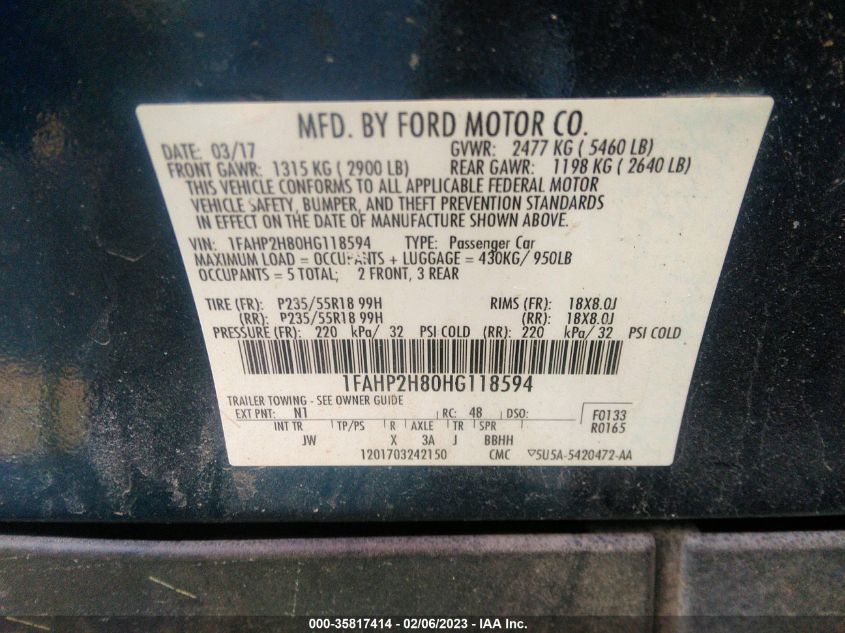 MFD. BY FORD MOTOR CO.
DATE: 03/17 GVWR: 2477 KG ( 5460 LB)
FRONT GAWR: 1315 KG ( 2900 LB) REAR GAWR: 1198 KG ( 2640 LB)
THIS VEHICLE CONFORMS TO ALL APPLICABLE FEDERAL MOTOR
VEHICLE SAFETY, BUMPER, AND THEFT PREVENTION STANDARDS
IN EFFECT ON THE DATE OF MANUFACTURE SHOWN ABOVE.
VIN: 1FAHP2H80HG118594 TYPE: Passenger Car
MAXIMUM LOAD = OCCUPANTS + LUGGAGE = 430KG/ 950LB
OCCUPANTS = 5 TOTAL; 2 FRONT, 3 REAR
TIRE (FR): P235/55R18 99H RIMS (FR): 18X8.0J
(RR): P235/55R18 99H (RR): 18X8.0J
PRESSURE (FR): 220 kPa/ 32 PSI COLD (RR): 220 kPa/ 32 PSI COLD
1FAHP2H80HG118594
TRAILER TOWING - SEE OWNER GUIDE
EXT PNT: N1 RC: 48 DSO: F0133
INT TR TP/PS R AXLE TR SPR R0165
JW X 3A J BBHH
1201703242150 CMC ▽5U5A-5420472-AA
000-35817414 - 02/06/2023 - IAA Inc.